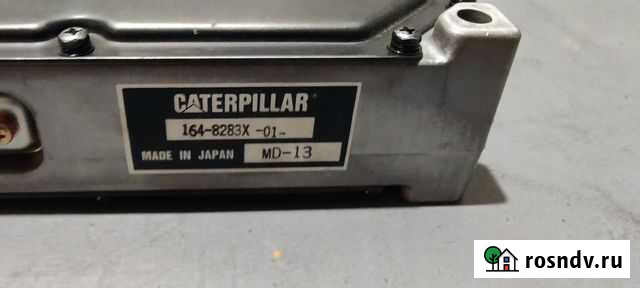 CATERPILLAR
164-8283X -01-
MADE IN JAPAN MD-13
rosndv.ru